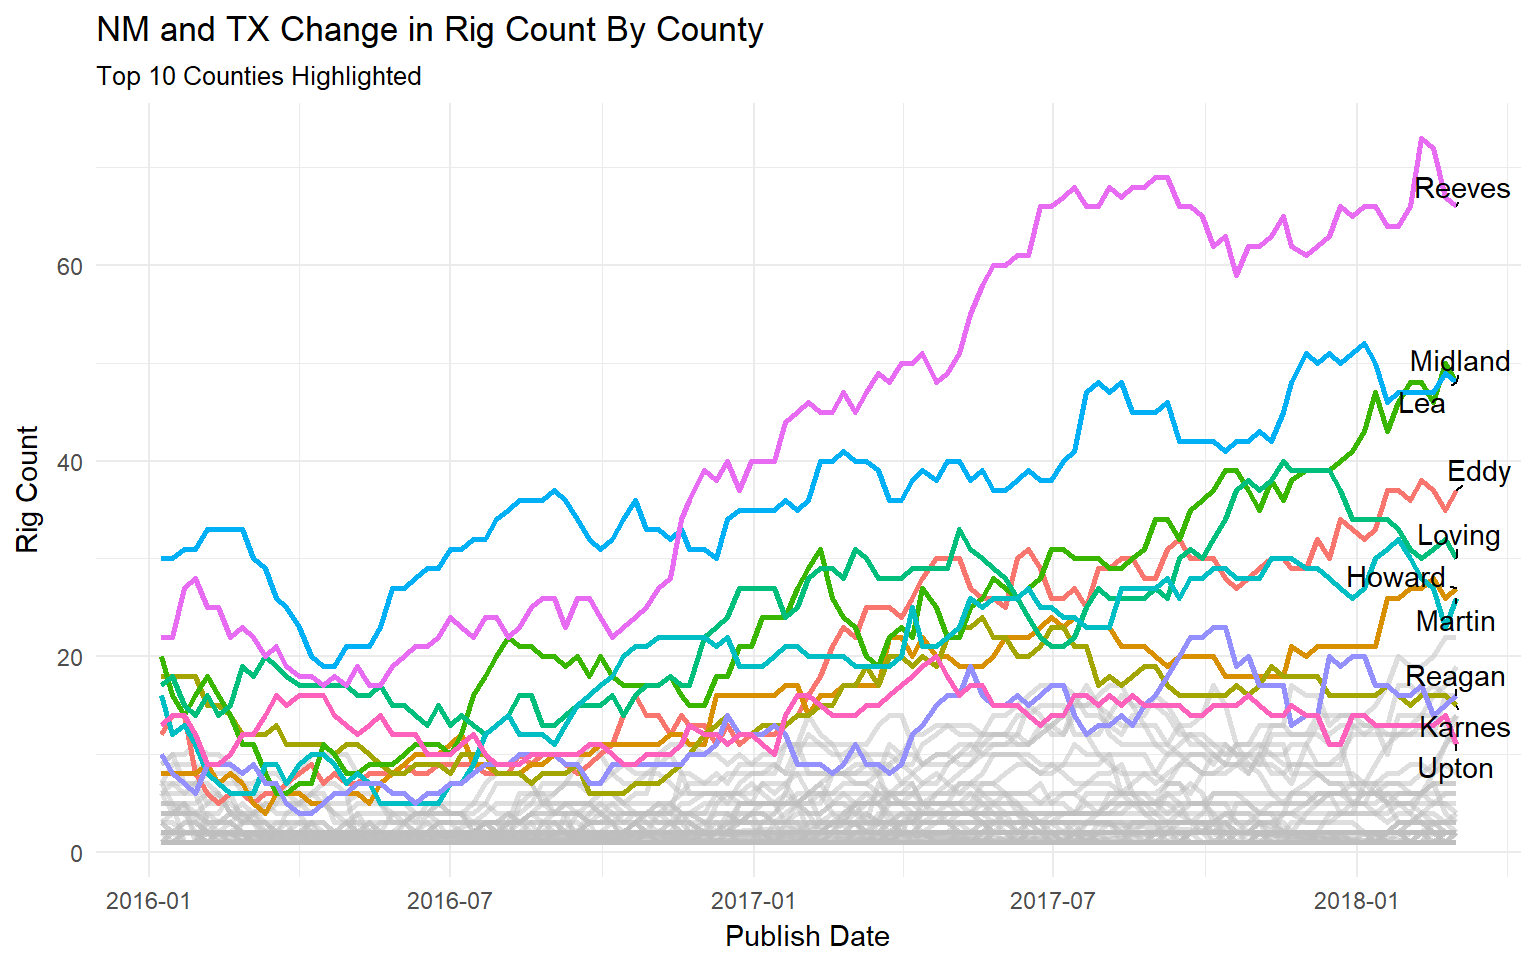 NM and TX Change in Rig Count By County
Top 10 Counties Highlighted
Rig Count
60
40
20
0
Reeves
Midland
Lea
Eddy
Loving
Howard
Martin
Reagan
Karnes
Upton
2016-01
2016-07
2017-01
2017-07
2018-01
Publish Date